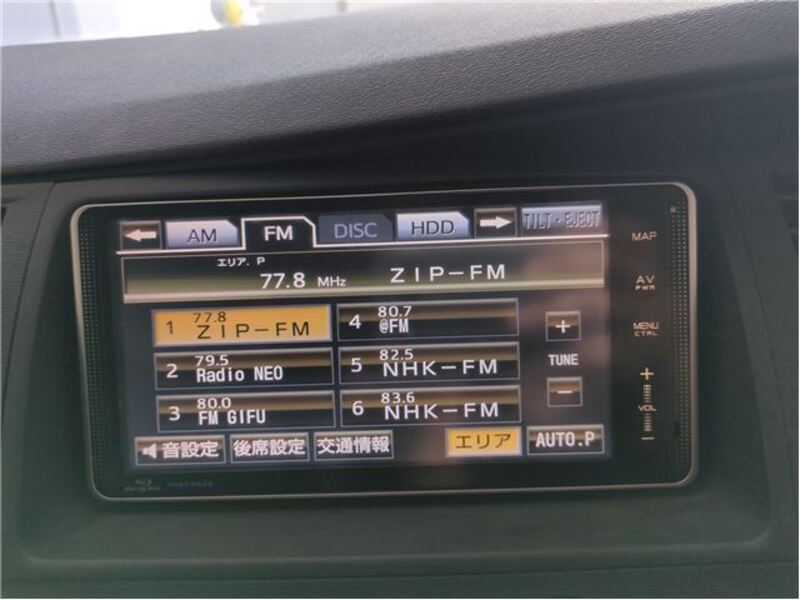 AM FM DISC HDD TILT・EJECT
エリア. P
77.8 MHz ZIP-FM
1 77.8 ZIP-FM
2 79.5 Radio NEO
3 80.0 FM GIFU
4 80.7 @FM
5 82.5 NHK-FM
6 83.6 NHK-FM
+
TUNE
−
音設定 後席設定 交通情報 エリア AUTO.P
MAP
AV
PWR
MENU
CTRL
+
VOL
−